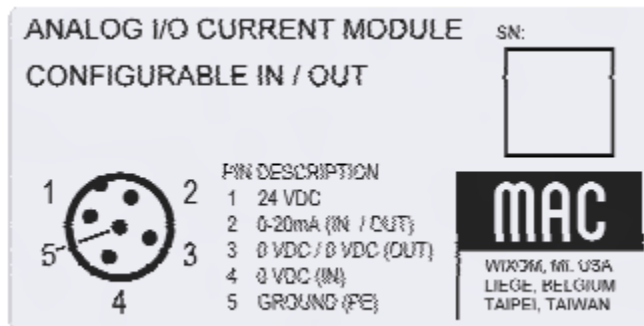 ANALOG I/O CURRENT MODULE
CONFIGURABLE IN / OUT
SN:
PIN DESCRIPTION
1 24 VDC
2 0-20mA (IN / OUT)
3 0 VDC / 0 VDC (OUT)
4 0 VDC (IN)
5 GROUND (PE)
1
2
5
3
4
MAC
WIXOM, MI. USA
LIEGE, BELGIUM
TAIPEI, TAIWAN